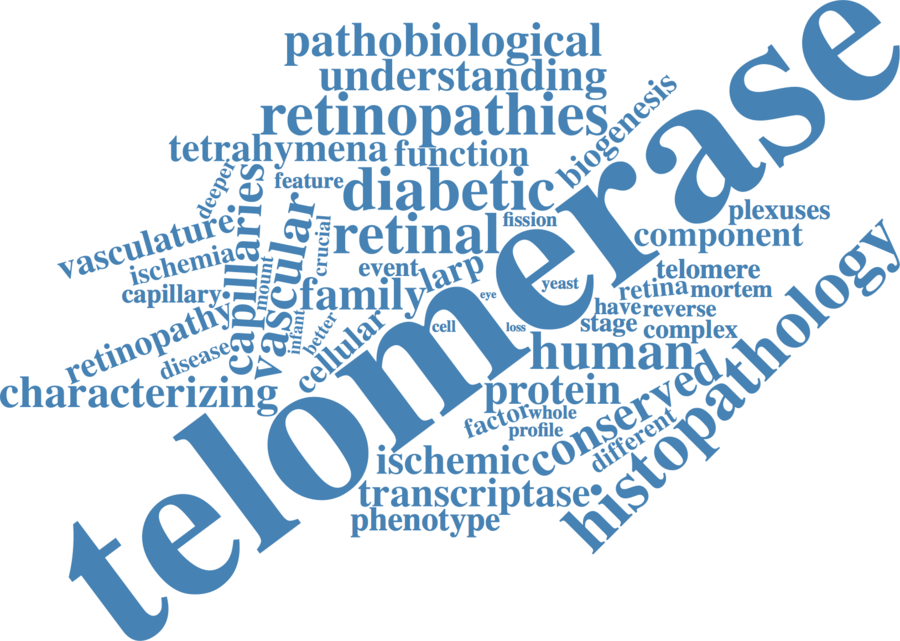 pathobiological
understanding
retinopathies
biogenesis
tetrahymena
function
deeper
feature
diabetic
telomerase
capillaries
vascular
crucial
vasculature
retinal
fission
plexuses
component
ischemia
mount
event
larp
telomere
capillary
family
eye
yeast
retina
mortem
have
reverse
retinopathy
infant
better
cellular
cell
loss
stage
complex
disease
human
histopathology
characterizing
protein
conserved
factor
whole
profile
different
ischemic
transcriptase
phenotype